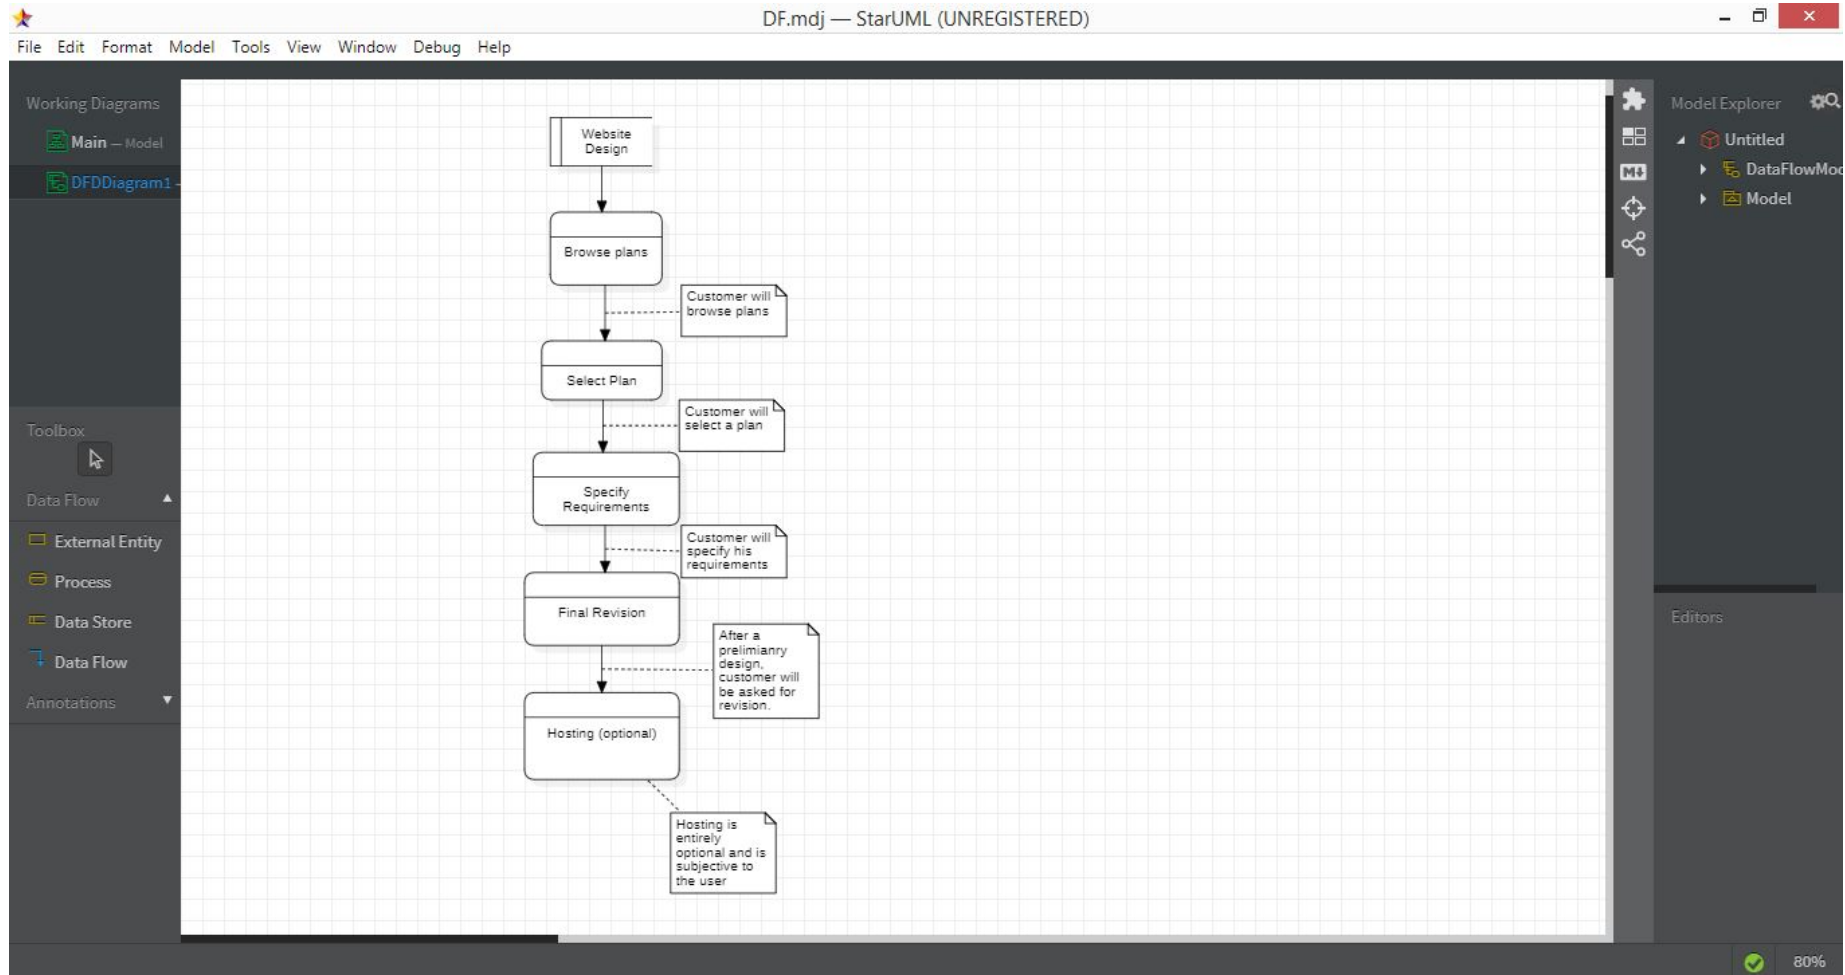 DF.mdj — StarUML (UNREGISTERED)
File Edit Format Model Tools View Window Debug Help
Working Diagrams
Main — Model
DFDDiagram1 -
Toolbox
Data Flow
External Entity
Process
Data Store
Data Flow
Annotations
Website
Design
Browse plans
Customer will
browse plans
Select Plan
Customer will
select a plan
Specify
Requirements
Customer will
specify his
requirements
Final Revision
After a
prelimianry
design,
customer will
be asked for
revision.
Hosting (optional)
Hosting is
entirely
optional and is
subjective to
the user
M
Model Explorer
Untitled
DataFlowMoc
Model
Editors
80%